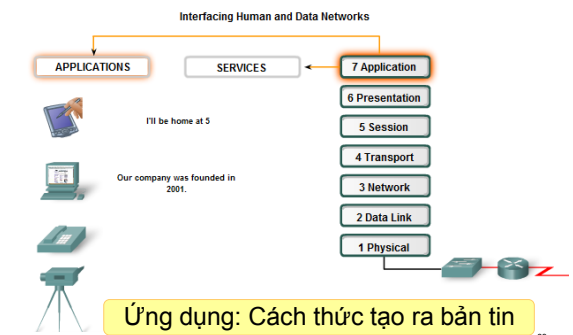 Interfacing Human and Data Networks
APPLICATIONS
SERVICES
7 Application
6 Presentation
I'll be home at 5
5 Session
4 Transport
Our company was founded in
2001.
3 Network
2 Data Link
1 Physical
Ứng dụng: Cách thức tạo ra bản tin